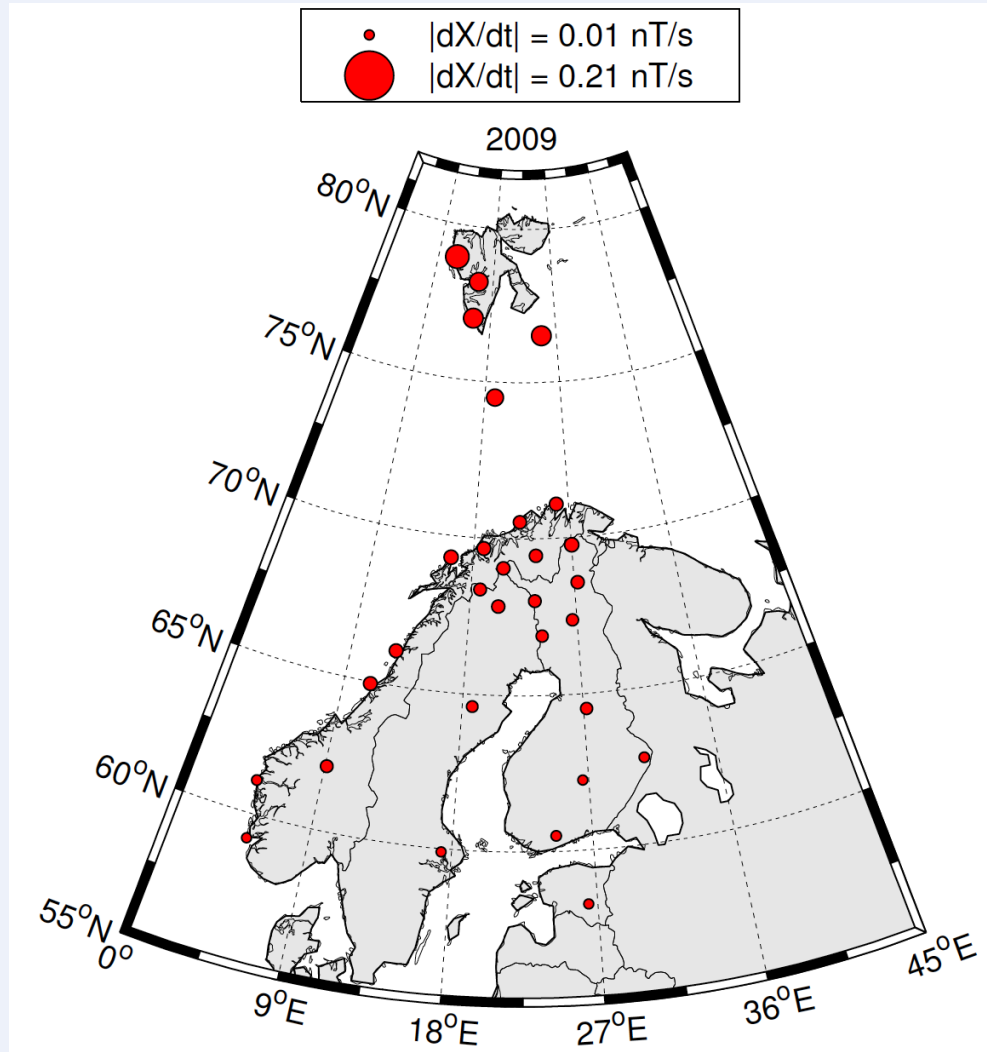 |dX/dt| = 0.01 nT/s
|dX/dt| = 0.21 nT/s
2009
80°N
75°N
70°N
65°N
60°N
55°N
0°
9°E
18°E
27°E
36°E
45°E